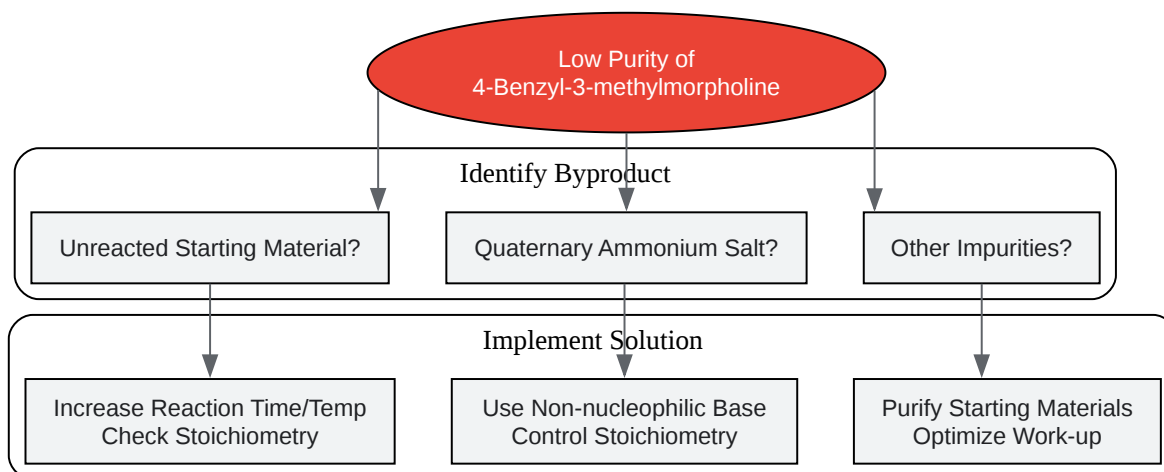 Low Purity of
4-Benzyl-3-methylmorpholine
Identify Byproduct
Unreacted Starting Material?
Quaternary Ammonium Salt?
Other Impurities?
Implement Solution
Increase Reaction Time/Temp
Check Stoichiometry
Use Non-nucleophilic Base
Control Stoichiometry
Purify Starting Materials
Optimize Work-up